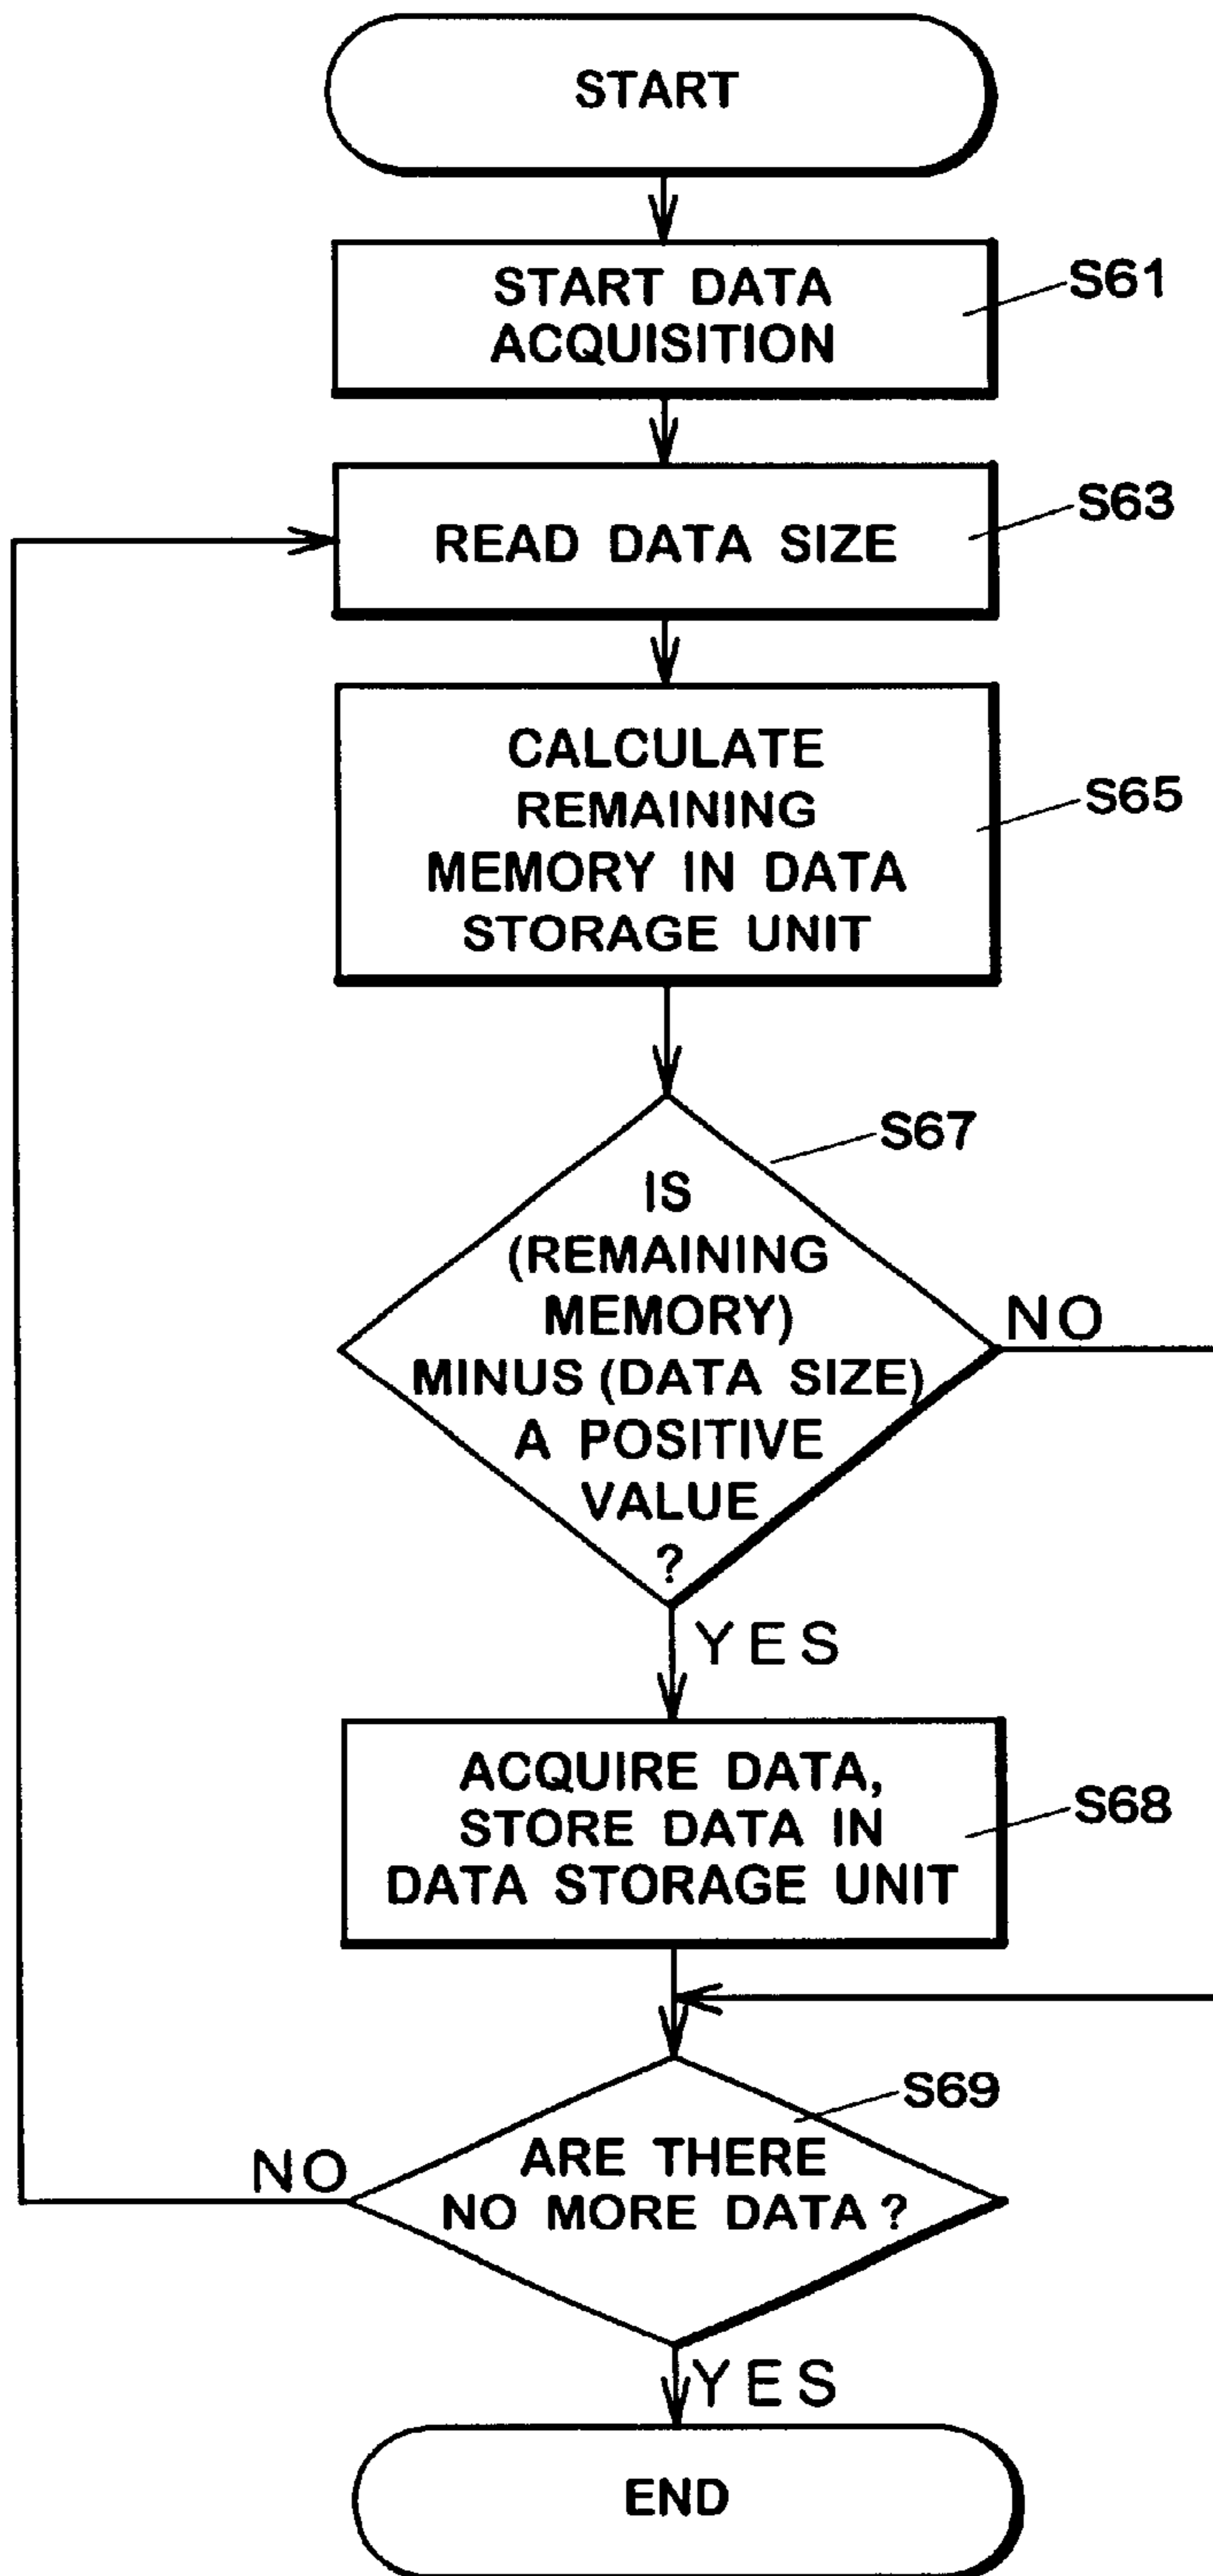 START
START DATA
ACQUISITION
S61
READ DATA SIZE
S63
CALCULATE
REMAINING
MEMORY IN DATA
STORAGE UNIT
S65
S67
IS
(REMAINING
MEMORY)
MINUS (DATA SIZE)
A POSITIVE
VALUE
?
NO
YES
ACQUIRE DATA,
STORE DATA IN
DATA STORAGE UNIT
S68
S69
ARE THERE
NO MORE DATA ?
NO
YES
END